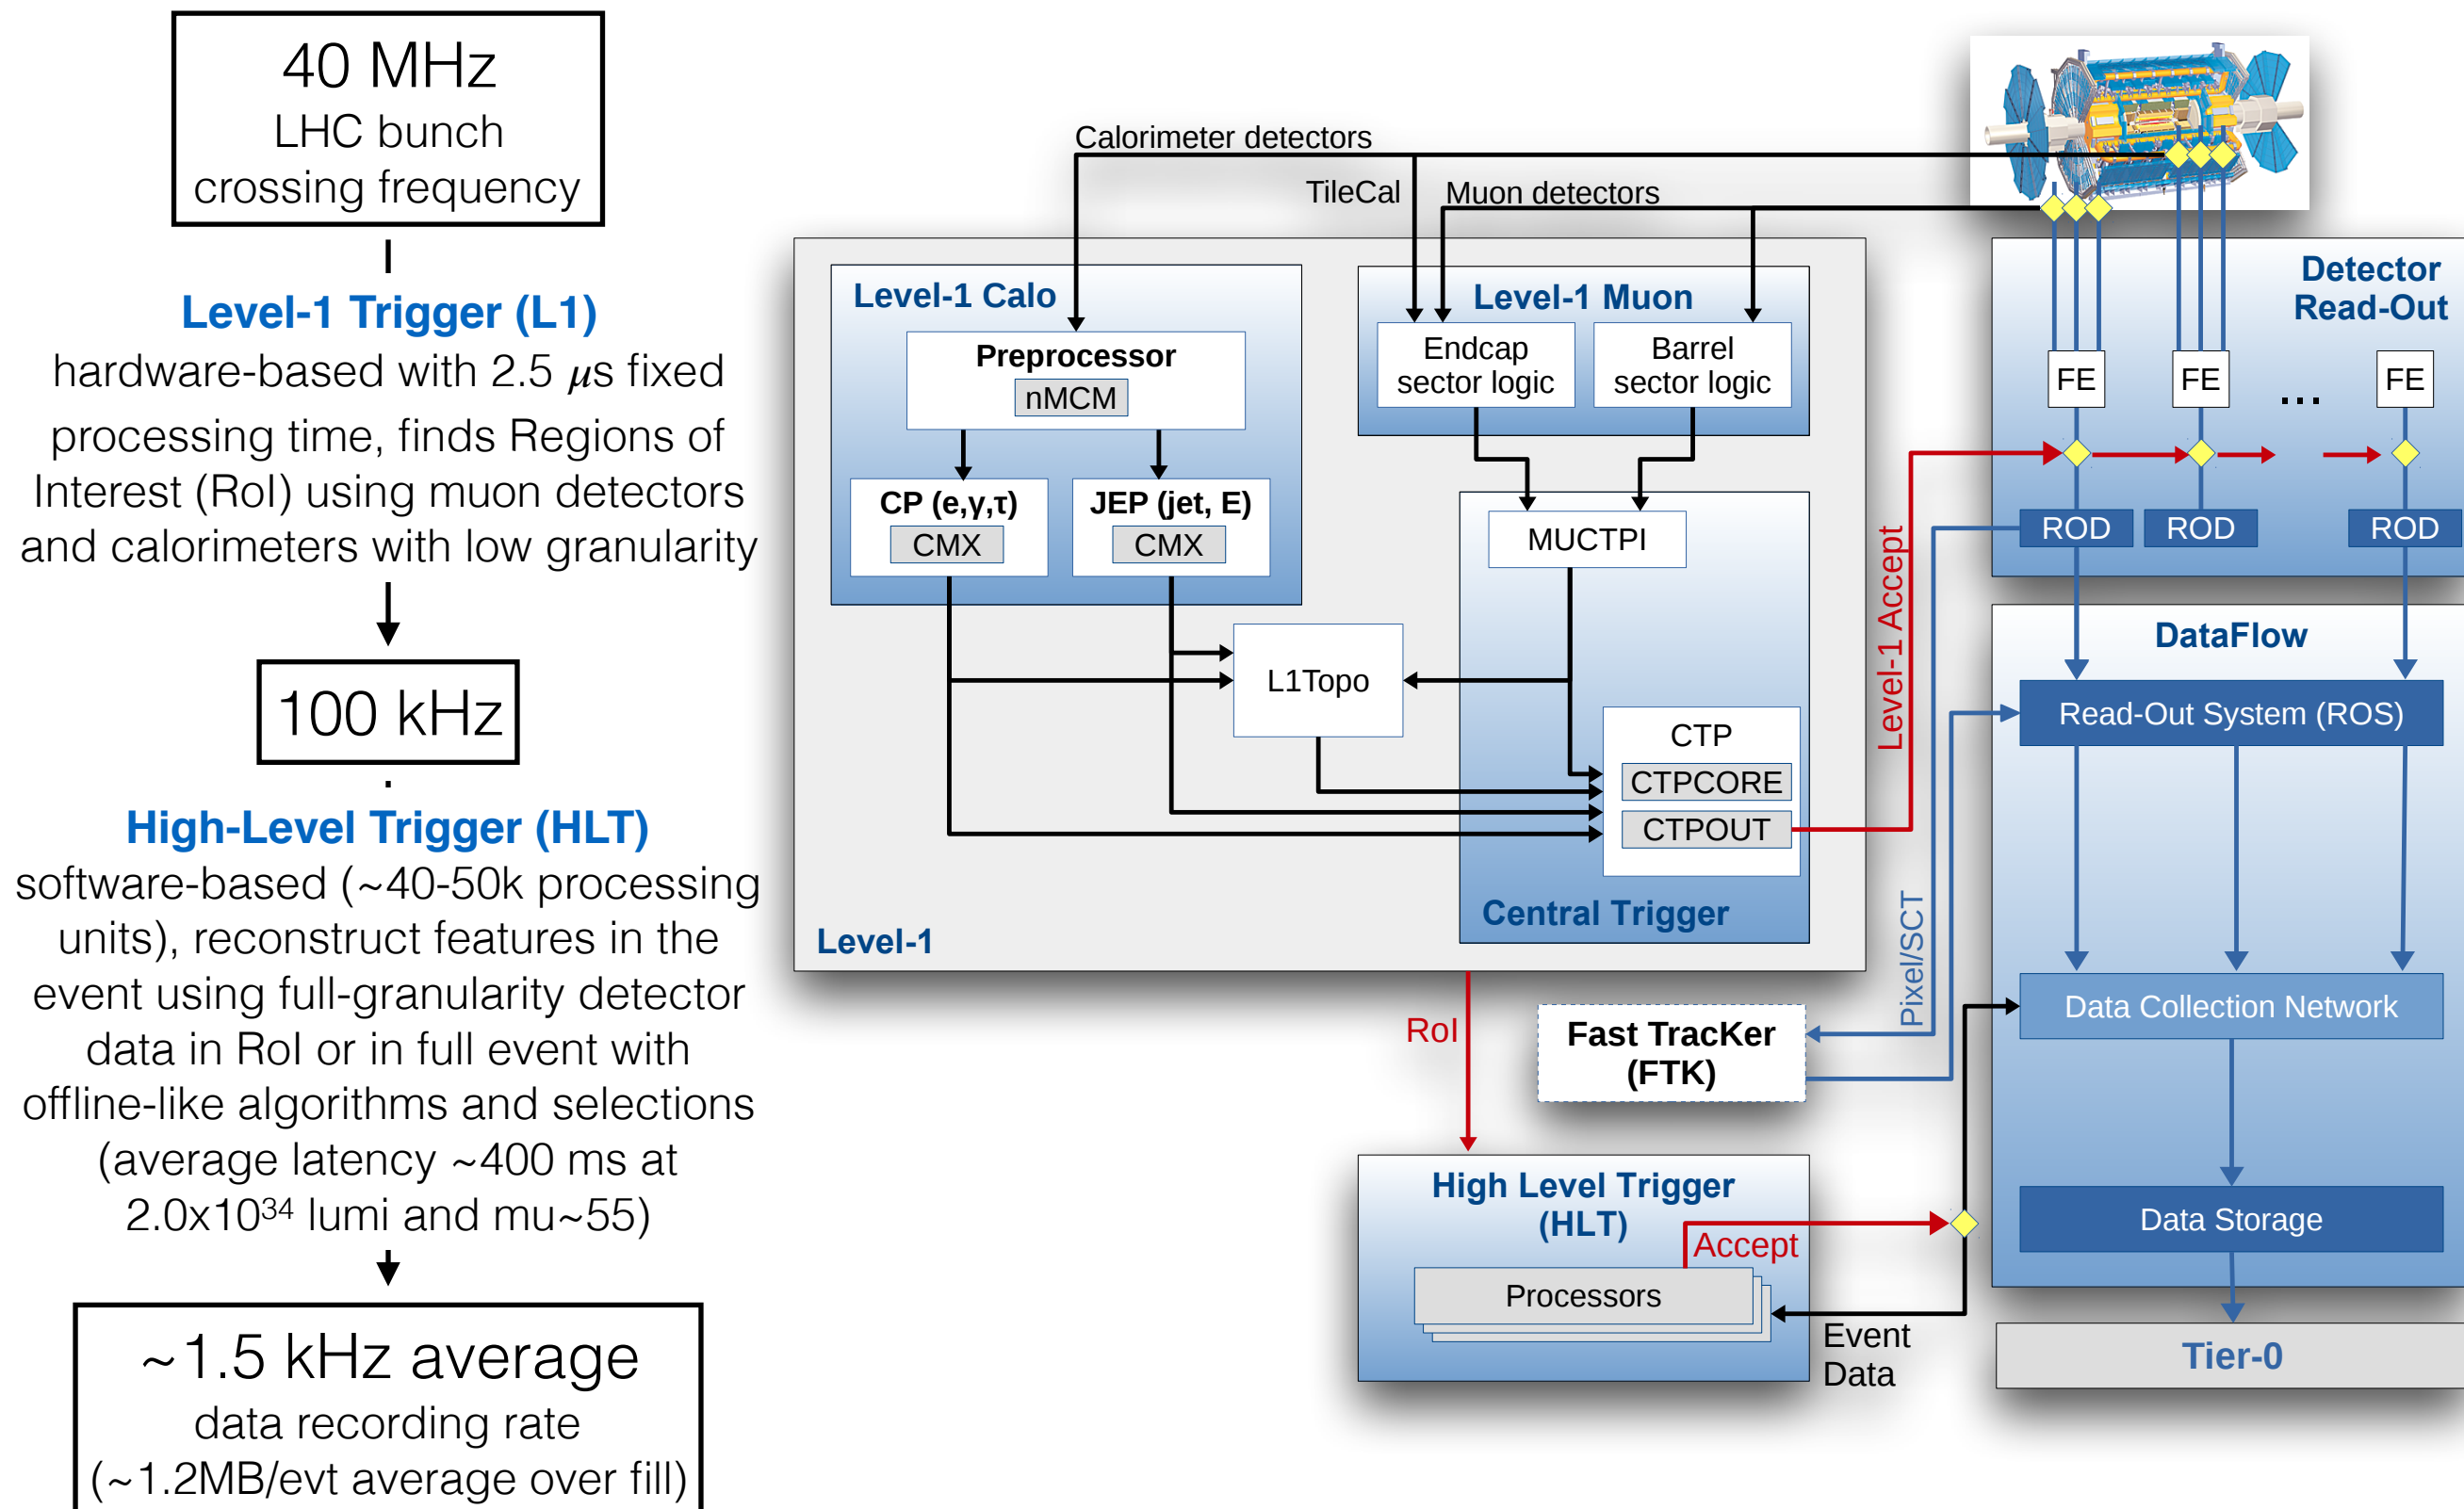 40 MHz
LHC bunch
crossing frequency
Level-1 Trigger (L1)
hardware-based with 2.5 μs fixed
processing time, finds Regions of
Interest (RoI) using muon detectors
and calorimeters with low granularity
100 kHz
High-Level Trigger (HLT)
software-based (~40-50k processing
units), reconstruct features in the
event using full-granularity detector
data in RoI or in full event with
offline-like algorithms and selections
(average latency ~400 ms at
2.0x10³⁴ lumi and mu~55)
~1.5 kHz average
data recording rate
(~1.2MB/evt average over fill)
Calorimeter detectors
TileCal
Muon detectors
Level-1 Calo
Preprocessor
nMCM
CP (e,γ,τ)
CMX
JEP (jet, E)
CMX
Level-1 Muon
Endcap
sector logic
Barrel
sector logic
MUCTPI
L1Topo
CTP
CTPCORE
CTPOUT
Central Trigger
Level-1
Level-1 Accept
Pixel/SCT
RoI
Fast TracKer
(FTK)
High Level Trigger
(HLT)
Accept
Processors
Event
Data
Detector
Read-Out
FE
FE
...
FE
ROD
ROD
ROD
DataFlow
Read-Out System (ROS)
Data Collection Network
Data Storage
Tier-0